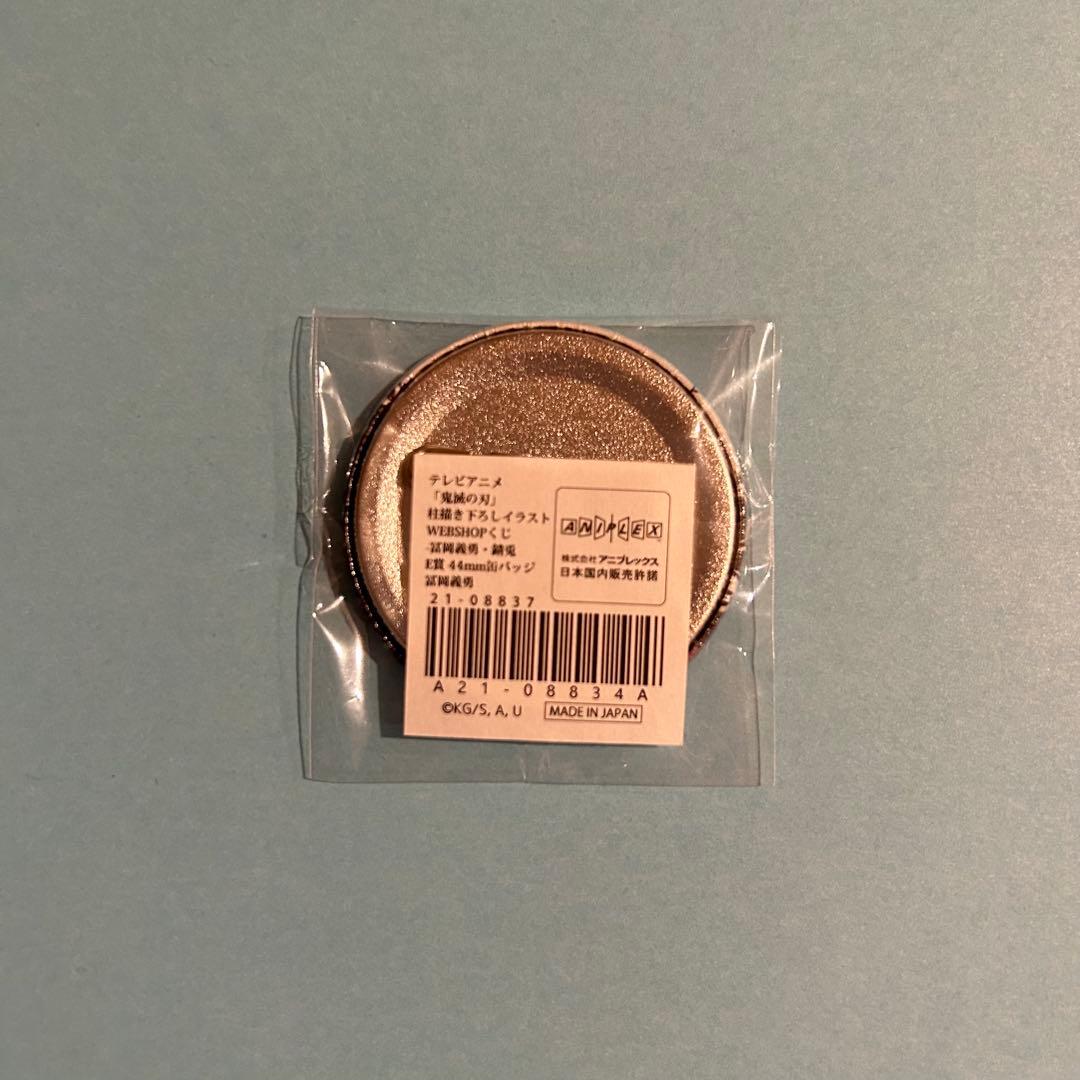 テレビアニメ
「鬼滅の刃」
柱描き下ろしイラスト
WEBSHOPくじ
-冨岡義勇・錆兎
E賞 44mm缶バッジ
冨岡義勇
21-08837
ANIPLEX
株式会社アニプレックス
日本国内販売許諾
A21-08834A
©KG/S, A, U
MADE IN JAPAN